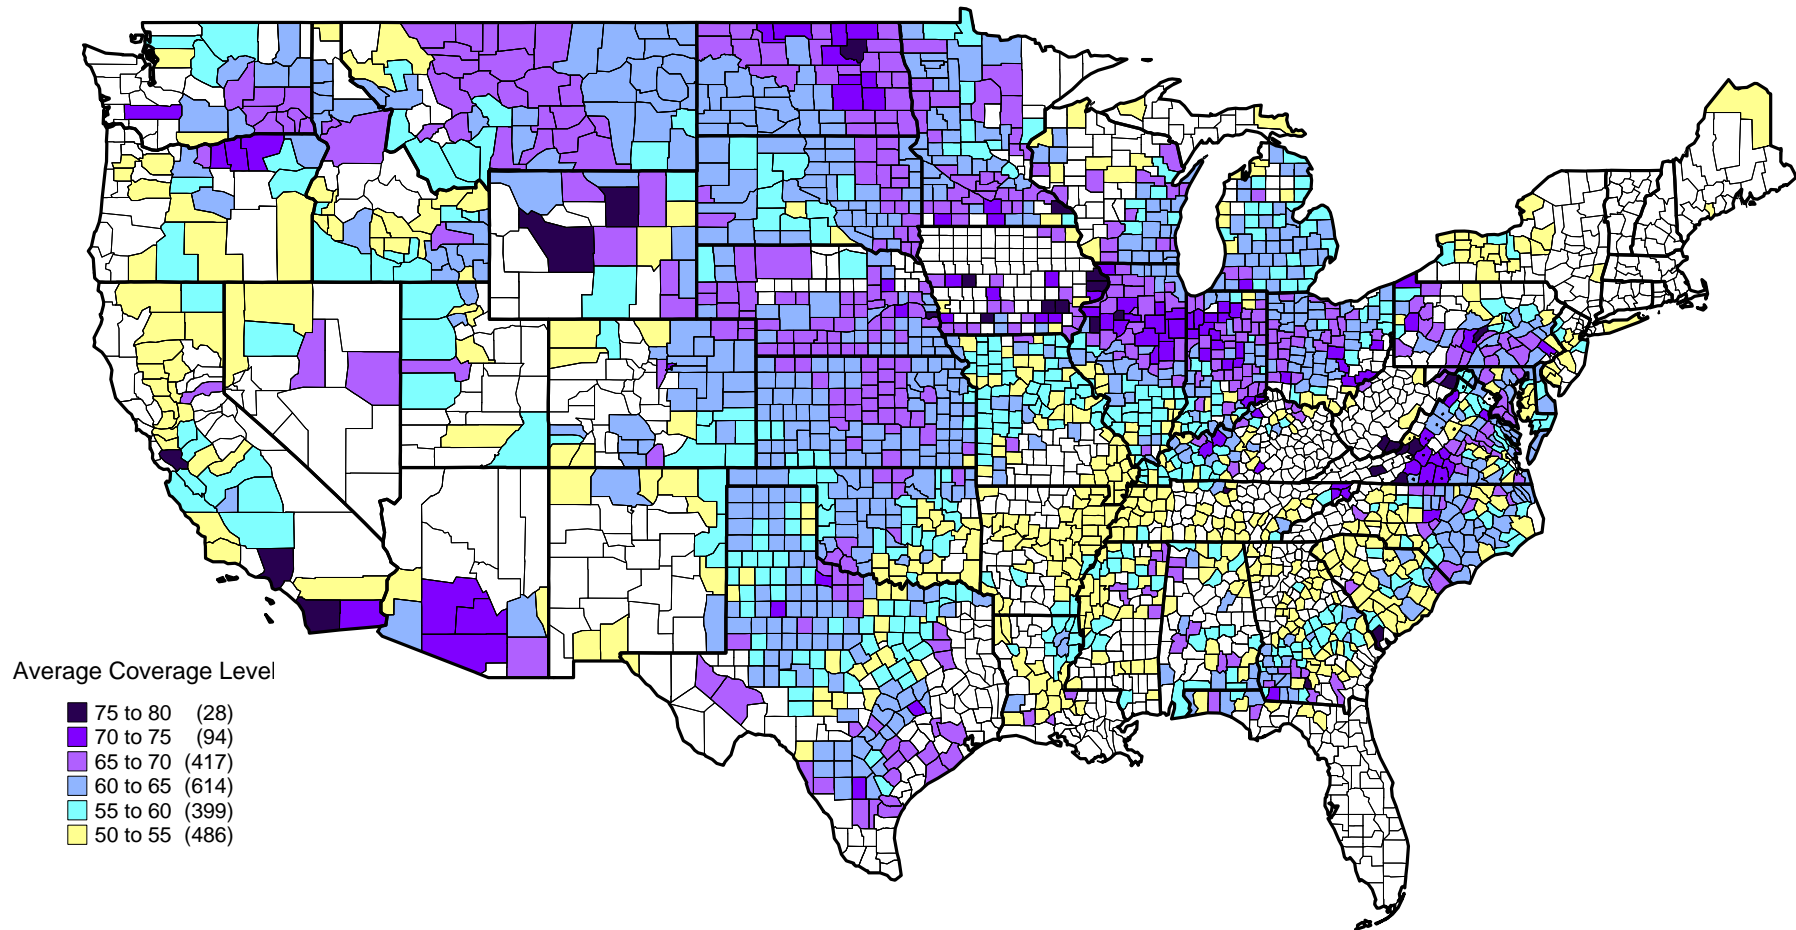 Average Coverage Level
75 to 80 (28)
70 to 75 (94)
65 to 70 (417)
60 to 65 (614)
55 to 60 (399)
50 to 55 (486)